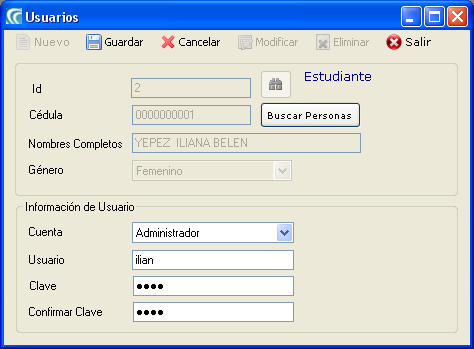 Usuarios
Nuevo Guardar Cancelar Modificar Eliminar Salir
Estudiante
Id 2
Cédula 0000000001 Buscar Personas
Nombres Completos YEPEZ ILIANA BELEN
Género Femenino
Información de Usuario
Cuenta Administrador
Usuario ilian
Clave ●●●●
Confirmar Clave ●●●●